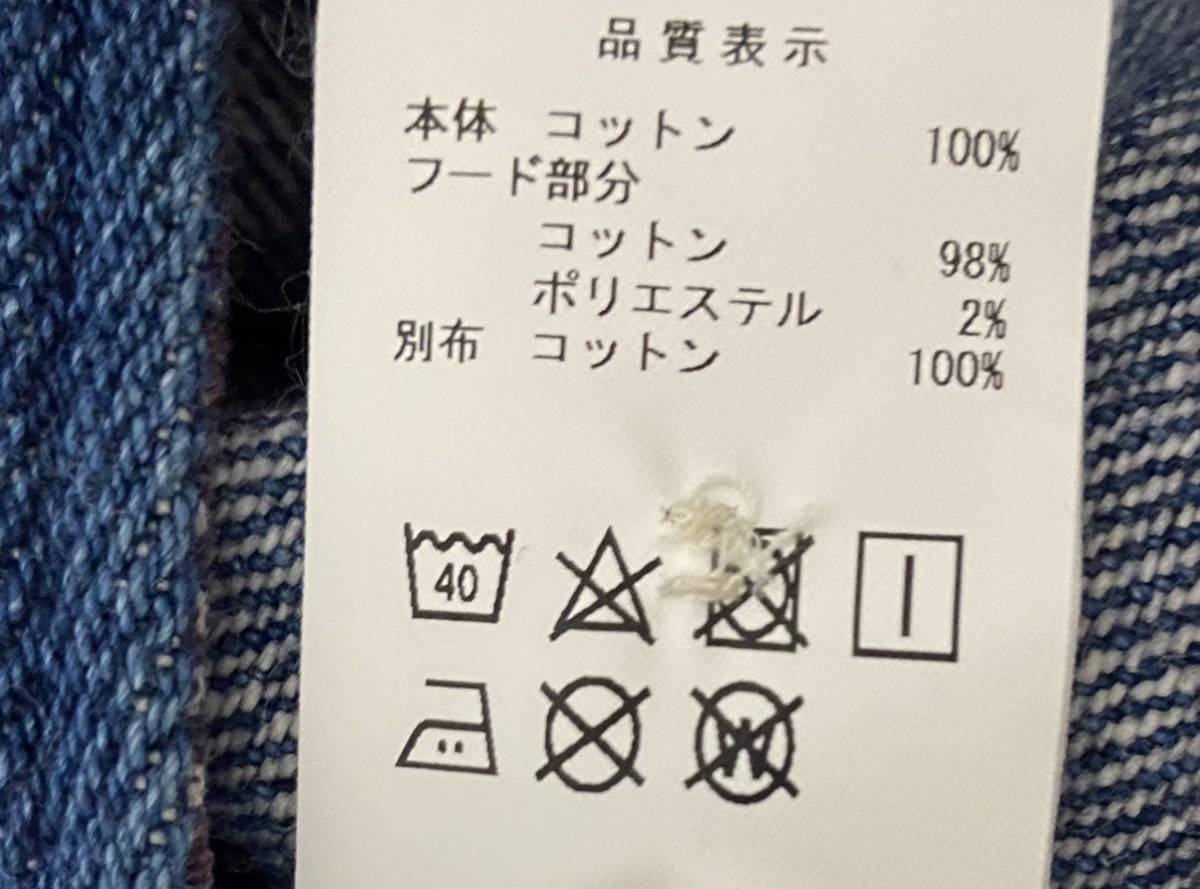 品質表示
本体 コットン 100%
フード部分
コットン 98%
ポリエステル 2%
別布 コットン 100%
40
W